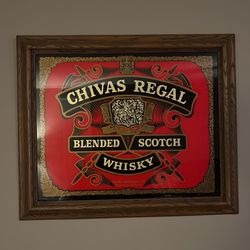 CHIVAS REGAL
BLENDED SCOTCH
WHISKY